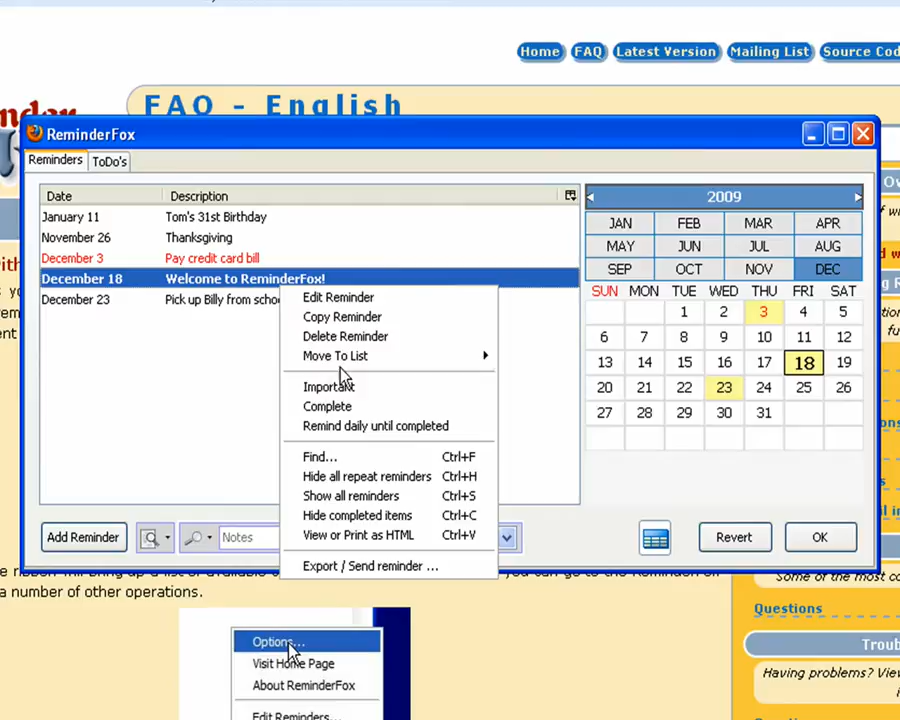 Home FAQ Latest Version Mailing List Source Cod
nder
FAQ - English
ReminderFox
Reminders ToDo's
Date Description
January 11 Tom's 31st Birthday
November 26 Thanksgiving
December 3 Pay credit card bill
December 18 Welcome to ReminderFox!
December 23 Pick up Billy from schoo
Edit Reminder
Copy Reminder
Delete Reminder
Move To List
Important
Complete
Remind daily until completed
Find... Ctrl+F
Hide all repeat reminders Ctrl+H
Show all reminders Ctrl+S
Hide completed items Ctrl+C
View or Print as HTML Ctrl+V
Export / Send reminder ...
2009
JAN FEB MAR APR
MAY JUN JUL AUG
SEP OCT NOV DEC
SUN MON TUE WED THU FRI SAT
1 2 3 4 5
6 7 8 9 10 11 12
13 14 15 16 17 18 19
20 21 22 23 24 25 26
27 28 29 30 31
Add Reminder Notes Revert OK
a number of other operations.
Options...
Visit Home Page
About ReminderFox
Edit Reminders...
Some of the most co
Questions
Troub
Having problems? View